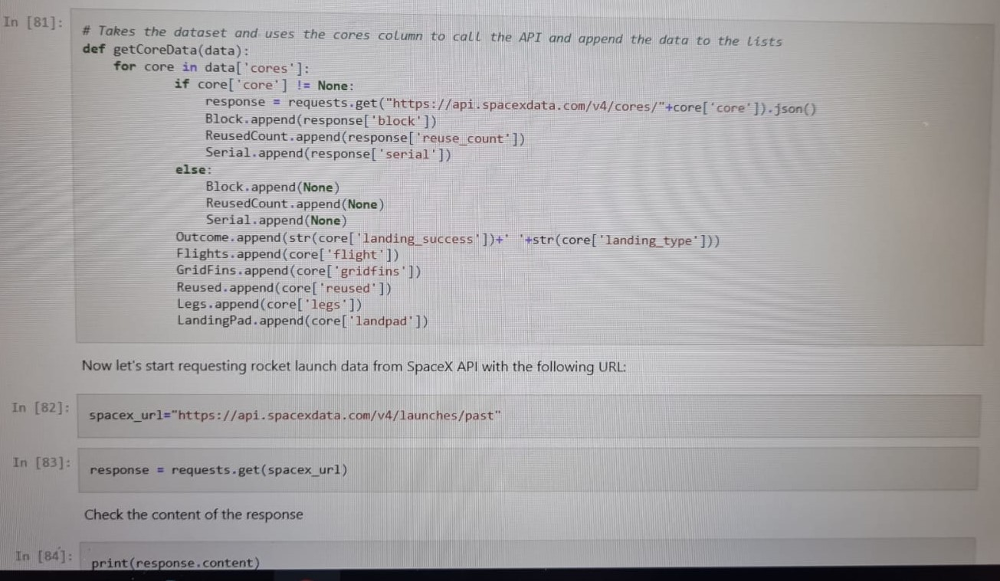 In [81]:
# Takes the dataset and uses the cores column to call the API and append the data to the lists
def getCoreData(data):
    for core in data['cores']:
            if core['core'] != None:
                response = requests.get("https://api.spacexdata.com/v4/cores/"+core['core']).json()
                Block.append(response['block'])
                ReusedCount.append(response['reuse_count'])
                Serial.append(response['serial'])
            else:
                Block.append(None)
                ReusedCount.append(None)
                Serial.append(None)
            Outcome.append(str(core['landing_success'])+' '+str(core['landing_type']))
            Flights.append(core['flight'])
            GridFins.append(core['gridfins'])
            Reused.append(core['reused'])
            Legs.append(core['legs'])
            LandingPad.append(core['landpad'])
Now let's start requesting rocket launch data from SpaceX API with the following URL:
In [82]:
spacex_url="https://api.spacexdata.com/v4/launches/past"
In [83]:
response = requests.get(spacex_url)
Check the content of the response
In [84]:
print(response.content)